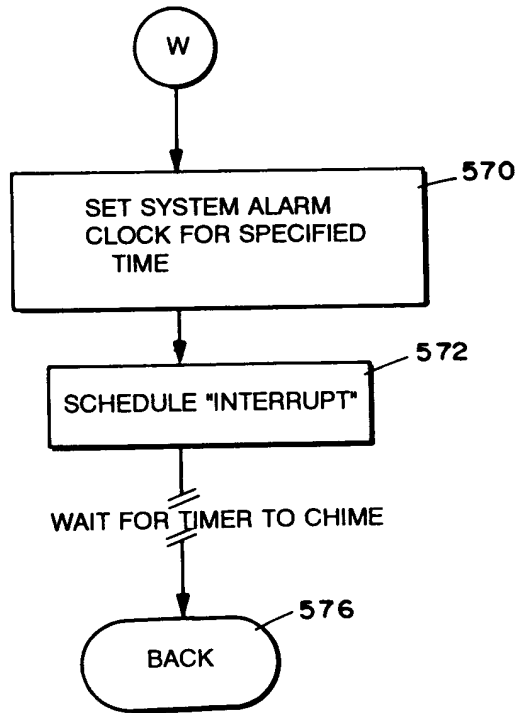 W
570
SET SYSTEM ALARM
CLOCK FOR SPECIFIED
TIME
572
SCHEDULE "INTERRUPT"
WAIT FOR TIMER TO CHIME
576
BACK